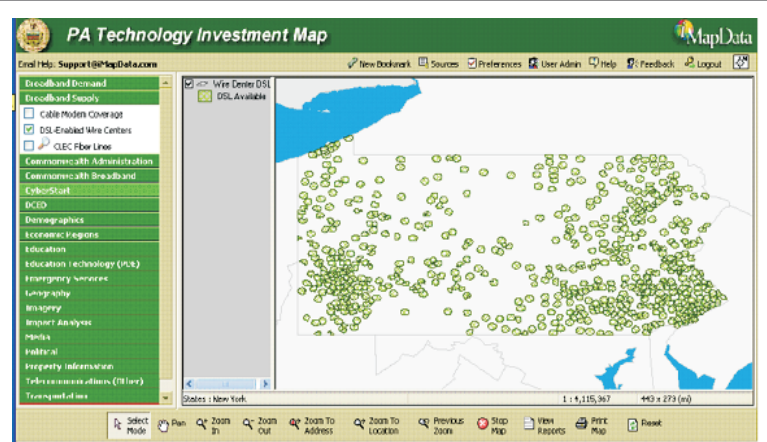 PA Technology Investment Map
iMapData
Email Help: Support@iMapData.com
New Bookmark Sources Preferences User Admin Help Feedback Logout
Broadband Demand
Broadband Supply
Cable Modem Coverage
DSL-Enabled Wire Centers
CLEC Fiber Lines
Commonwealth Administration
Commonwealth Broadband
CyberStart
DCED
Demographics
Economic Regions
Education
Education Technology (PDE)
Emergency Services
Geography
Imagery
Impact Analysis
Media
Political
Property Information
Telecommunications (Other)
Transportation
Wire Center DSL
DSL Available
States : New York
1 : 4,115,367
443 x 273 (mi)
Select Mode
Pan
Zoom In
Zoom Out
Zoom To Address
Zoom To Location
Previous Zoom
Stop Map
View Reports
Print Map
Reset